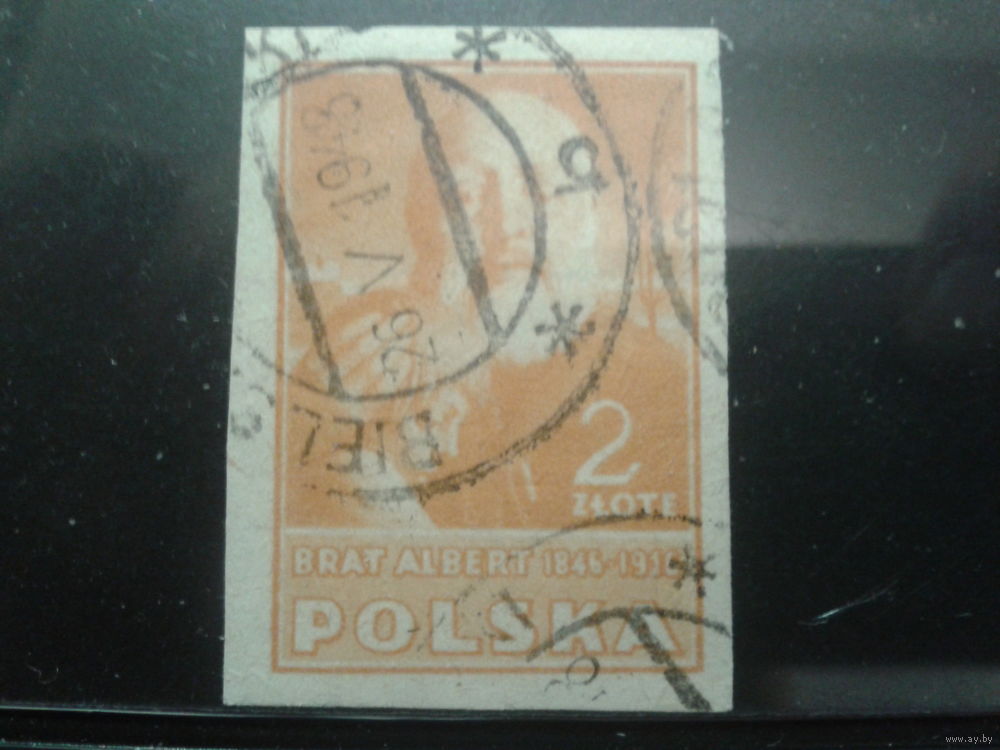 26 V 1948
b
BIEL
2
ZŁOTE
BRAT ALBERT 1846-1916
POLSKA
www.ay.by